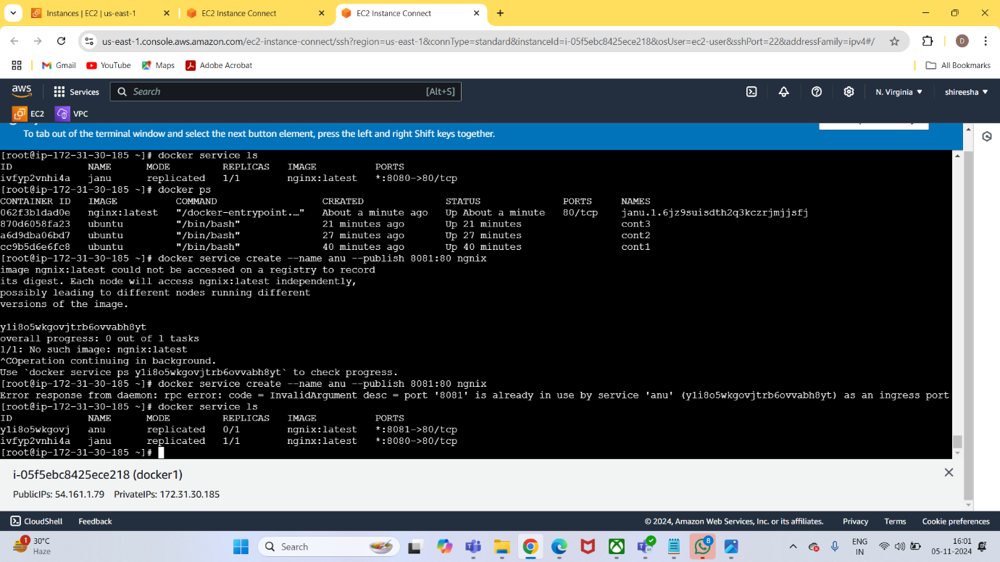 Instances | EC2 | us-east-1
EC2 Instance Connect
EC2 Instance Connect
us-east-1.console.aws.amazon.com/ec2-instance-connect/ssh?region=us-east-1&connType=standard&instanceId=i-05f5ebc8425ece218&osUser=ec2-user&sshPort=22&addressFamily=ipv4#/
D
Gmail YouTube Maps Adobe Acrobat All Bookmarks
aws Services Search [Alt+S] N. Virginia shireesha
EC2 VPC
To tab out of the terminal window and select the next button element, press the left and right Shift keys together.
[root@ip-172-31-30-185 ~]# docker service ls
ID NAME MODE REPLICAS IMAGE PORTS
ivfyp2vnhi4a janu replicated 1/1 nginx:latest *:8080->80/tcp
[root@ip-172-31-30-185 ~]# docker ps
CONTAINER ID IMAGE COMMAND CREATED STATUS PORTS NAMES
062f3b1dad0e nginx:latest "/docker-entrypoint.…" About a minute ago Up About a minute 80/tcp janu.1.6jz9suisdth2q3kczrjmjjsfj
870d6058fa23 ubuntu "/bin/bash" 21 minutes ago Up 21 minutes cont3
a6d9dba06bd7 ubuntu "/bin/bash" 27 minutes ago Up 27 minutes cont2
cc9b5d6e6fc8 ubuntu "/bin/bash" 40 minutes ago Up 40 minutes cont1
[root@ip-172-31-30-185 ~]# docker service create --name anu --publish 8081:80 ngnix
image ngnix:latest could not be accessed on a registry to record
its digest. Each node will access ngnix:latest independently,
possibly leading to different nodes running different
versions of the image.
y1i8o5wkgovjtrb6ovvabh8yt
overall progress: 0 out of 1 tasks
1/1: No such image: ngnix:latest
^COperation continuing in background.
Use `docker service ps y1i8o5wkgovjtrb6ovvabh8yt` to check progress.
[root@ip-172-31-30-185 ~]# docker service create --name anu --publish 8081:80 ngnix
Error response from daemon: rpc error: code = InvalidArgument desc = port '8081' is already in use by service 'anu' (y1i8o5wkgovjtrb6ovvabh8yt) as an ingress port
[root@ip-172-31-30-185 ~]# docker service ls
ID NAME MODE REPLICAS IMAGE PORTS
y1i8o5wkgovj anu replicated 0/1 ngnix:latest *:8081->80/tcp
ivfyp2vnhi4a janu replicated 1/1 nginx:latest *:8080->80/tcp
[root@ip-172-31-30-185 ~]#
i-05f5ebc8425ece218 (docker1)
PublicIPs: 54.161.1.79 PrivateIPs: 172.31.30.185
CloudShell Feedback © 2024, Amazon Web Services, Inc. or its affiliates. Privacy Terms Cookie preferences
1 30°C
Haze
Search
8
ENG
IN
16:01
05-11-2024